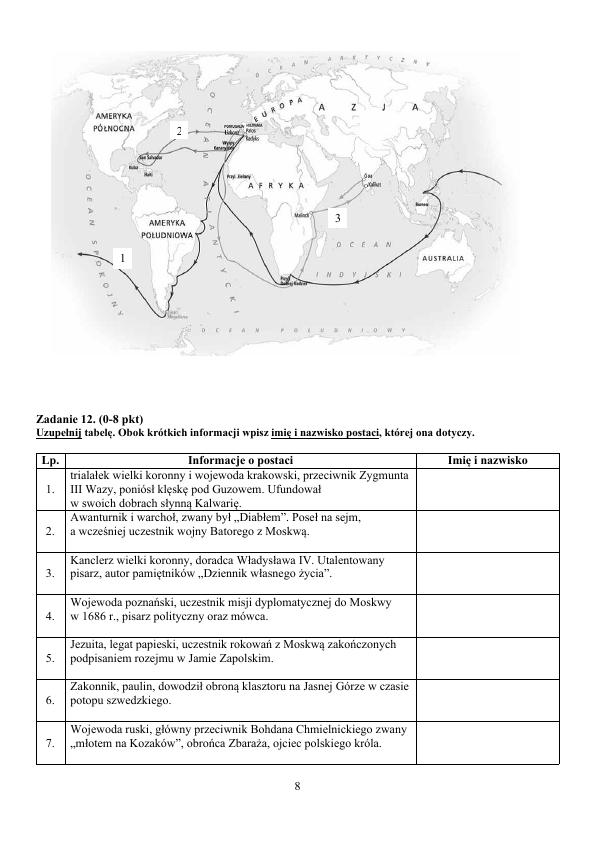 OCEAN ARKTYCZNY
EUROPA
AZJA
AMERYKA
PÓŁNOCNA
2
PORTUGALIA
HISZPANIA
Lizbona
Palos
Kadyks
Wyspy
Kanaryjskie
San Salvador
Kuba
Haiti
Przyl. Zielony
AFRYKA
Goa
Kalikat
Malindi
3
Borneo
OCEAN ATLANTYCKI
AMERYKA
POŁUDNIOWA
OCEAN
INDYJSKI
AUSTRALIA
1
OCEAN SPOKOJNY
Przyl.
Dobrej Nadziei
Magellana
OCEAN POŁUDNIOWY
Zadanie 12. (0-8 pkt)
Uzupełnij tabelę. Obok krótkich informacji wpisz imię i nazwisko postaci, której ona dotyczy.
Lp. Informacje o postaci Imię i nazwisko
1. trialałek wielki koronny i wojewoda krakowski, przeciwnik Zygmunta
III Wazy, poniósł klęskę pod Guzowem. Ufundował
w swoich dobrach słynną Kalwarię.
2. Awanturnik i warchoł, zwany był „Diabłem”. Poseł na sejm,
a wcześniej uczestnik wojny Batorego z Moskwą.
3. Kanclerz wielki koronny, doradca Władysława IV. Utalentowany
pisarz, autor pamiętników „Dziennik własnego życia”.
4. Wojewoda poznański, uczestnik misji dyplomatycznej do Moskwy
w 1686 r., pisarz polityczny oraz mówca.
5. Jezuita, legat papieski, uczestnik rokowań z Moskwą zakończonych
podpisaniem rozejmu w Jamie Zapolskim.
6. Zakonnik, paulin, dowodził obroną klasztoru na Jasnej Górze w czasie
potopu szwedzkiego.
7. Wojewoda ruski, główny przeciwnik Bohdana Chmielnickiego zwany
„młotem na Kozaków”, obrońca Zbaraża, ojciec polskiego króla.
8